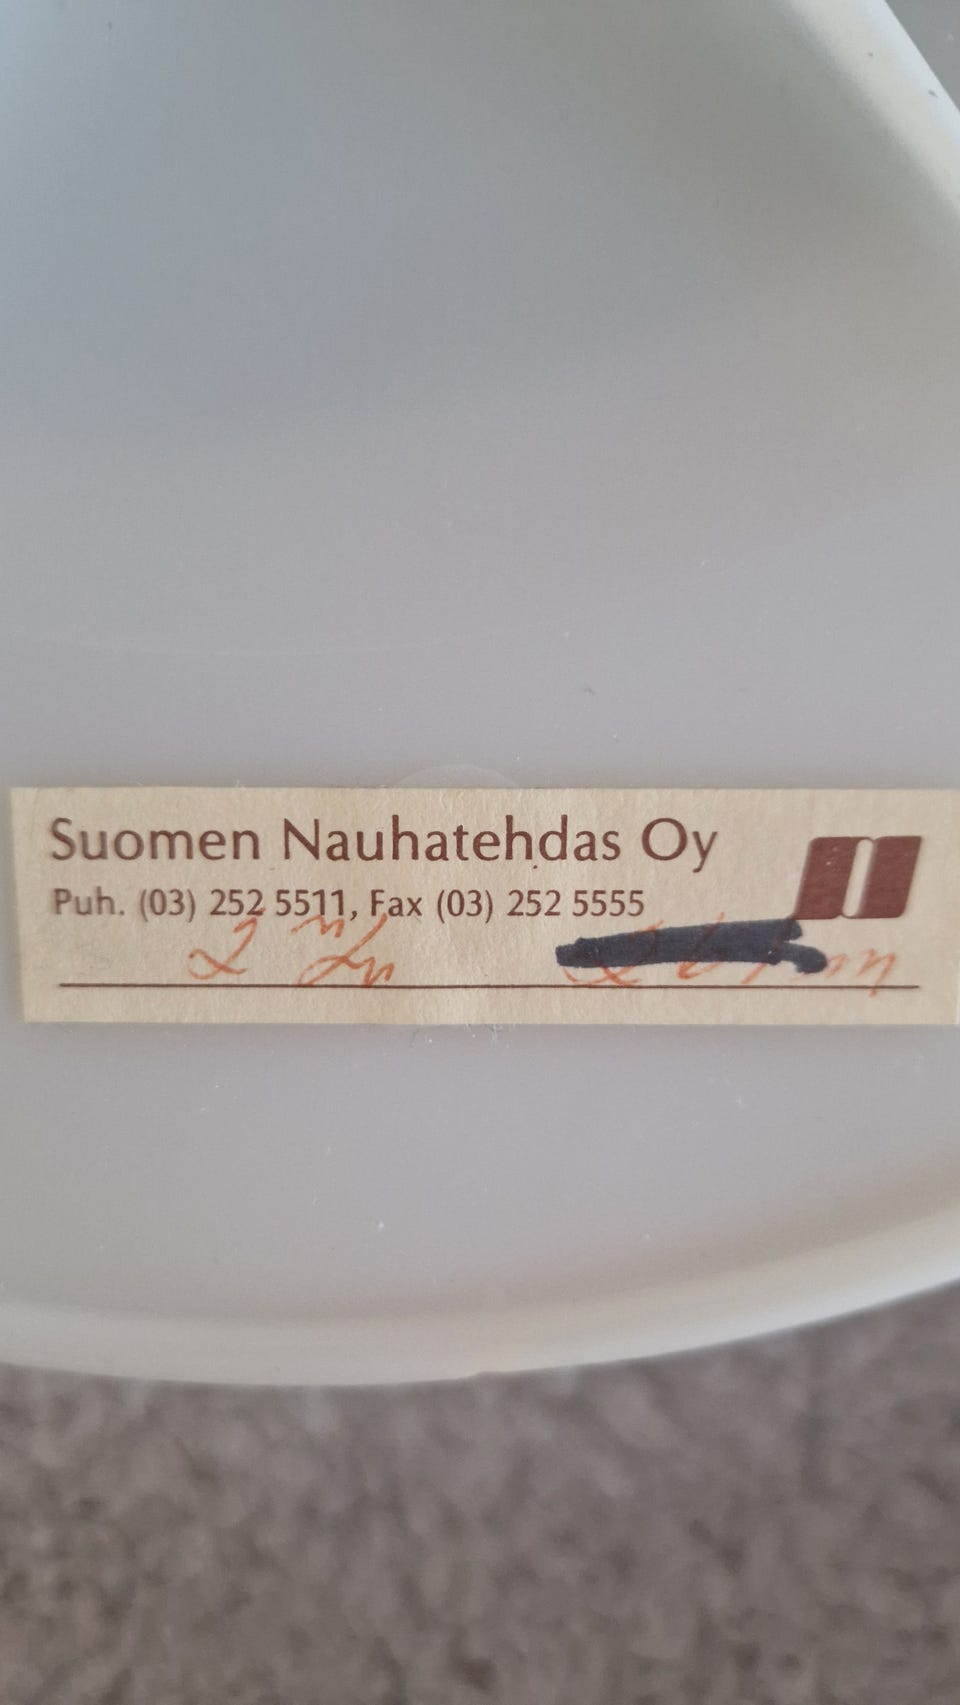 Suomen Nauhatehdas Oy
Puh. (03) 252 5511, Fax (03) 252 5555